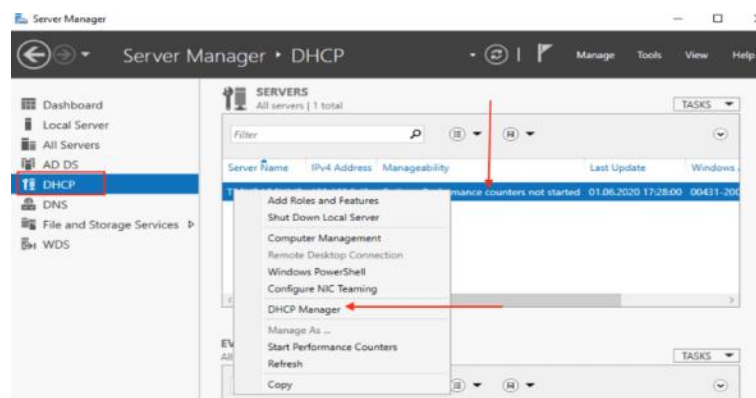 Server Manager
Server Manager • DHCP
Manage Tools View Help
Dashboard
Local Server
All Servers
AD DS
DHCP
DNS
File and Storage Services
WDS
SERVERS
All servers | 1 total
TASKS
Filter
Server Name IPv4 Address Manageability Last Update Windows
counters not started 01.06.2020 17:28:00
Add Roles and Features
Shut Down Local Server
Computer Management
Remote Desktop Connection
Windows PowerShell
Configure NIC Teaming
DHCP Manager
Manage As ...
Start Performance Counters
Refresh
Copy
TASKS